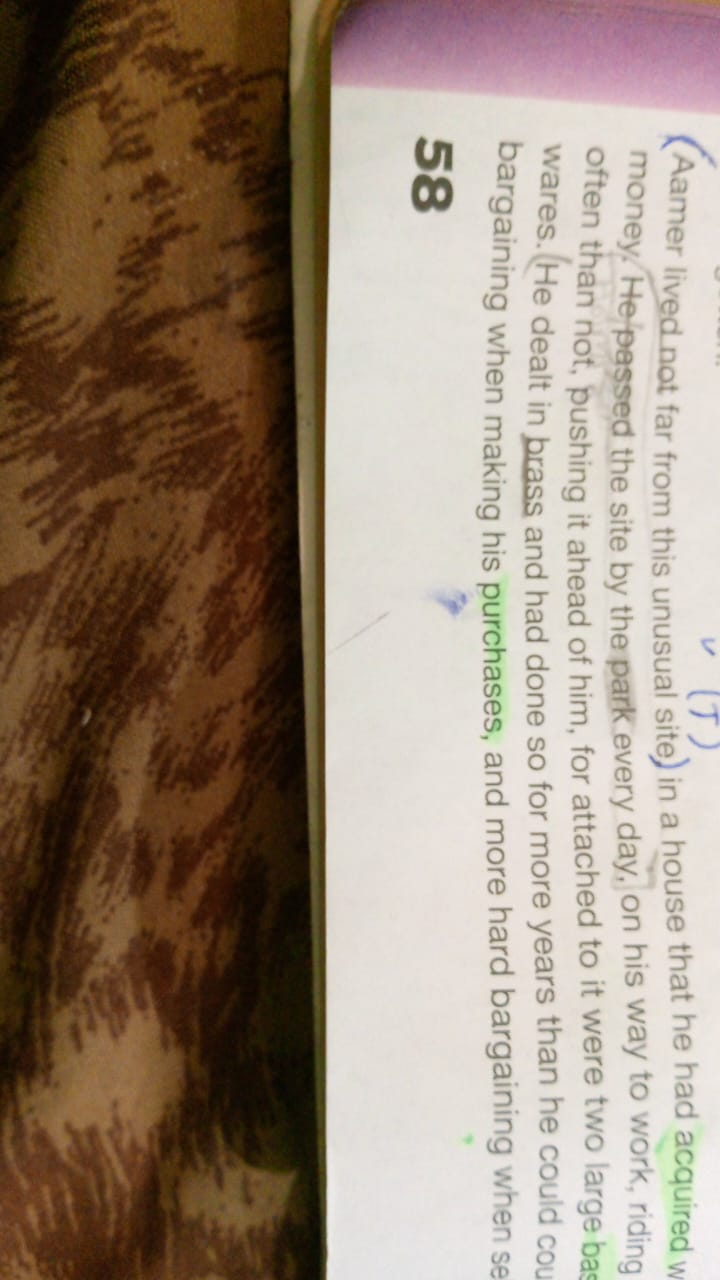 (T)
Aamer lived not far from this unusual site, in a house that he had acquired
money. He passed the site by the park every day, on his way to work, riding
often than not, pushing it ahead of him, for attached to it were two large
wares. He dealt in brass and had done so for more years than he could
bargaining when making his purchases, and more hard bargaining when
58